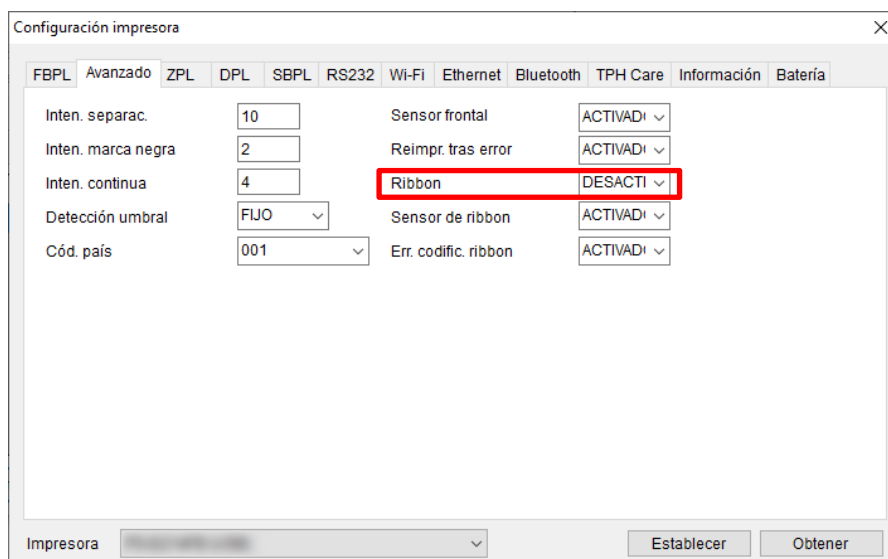 Configuración impresora
FBPL Avanzado ZPL DPL SBPL RS232 Wi-Fi Ethernet Bluetooth TPH Care Información Batería
Inten. separac. 10 Sensor frontal ACTIVAD
Inten. marca negra 2 Reimpr. tras error ACTIVAD
Inten. continua 4 Ribbon DESACTI
Detección umbral FIJO Sensor de ribbon ACTIVAD
Cód. país 001 Err. codific. ribbon ACTIVAD
Impresora Establecer Obtener